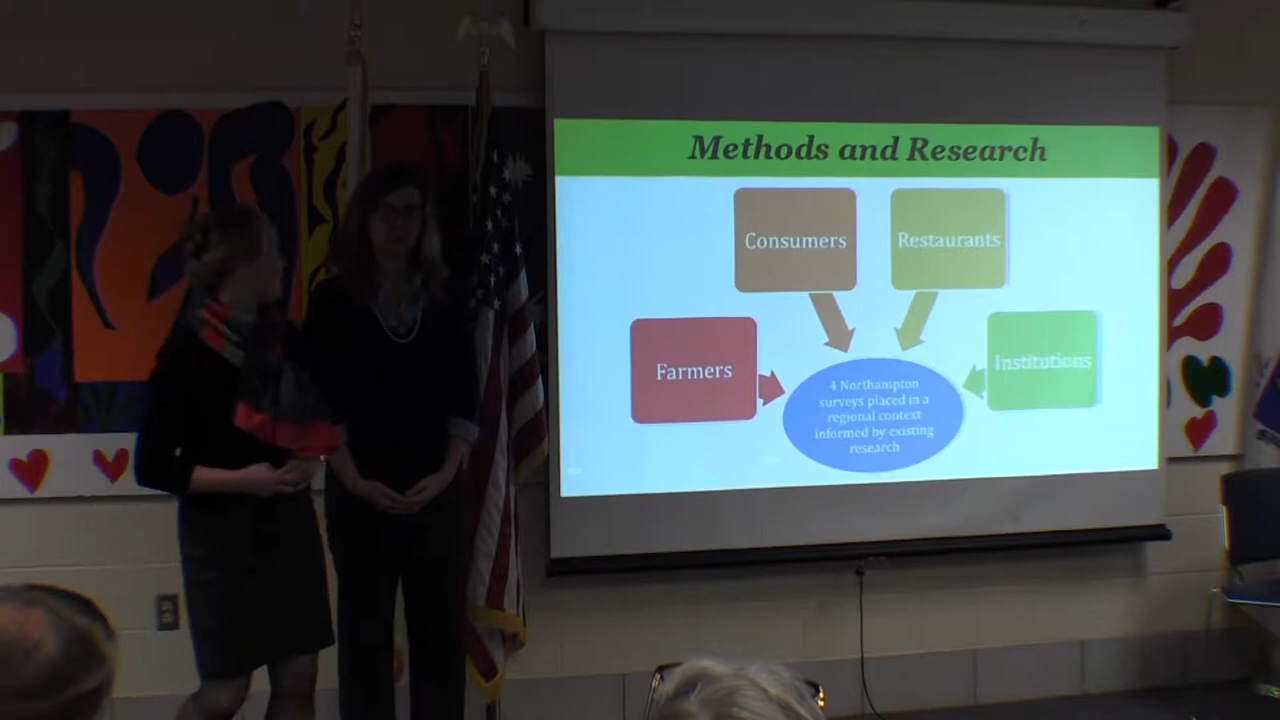 Methods and Research
Consumers
Restaurants
Farmers
Institutions
4 Northampton
surveys placed in a
regional context
informed by existing
research